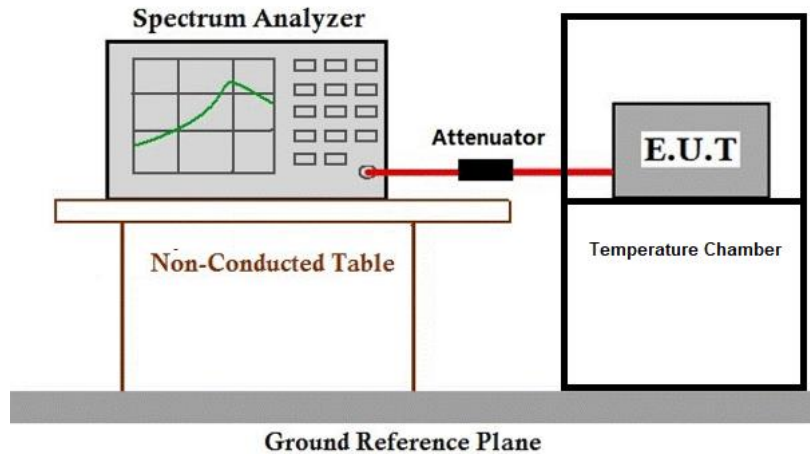 Spectrum Analyzer
Attenuator
E.U.T
Non-Conducted Table
Temperature Chamber
Ground Reference Plane